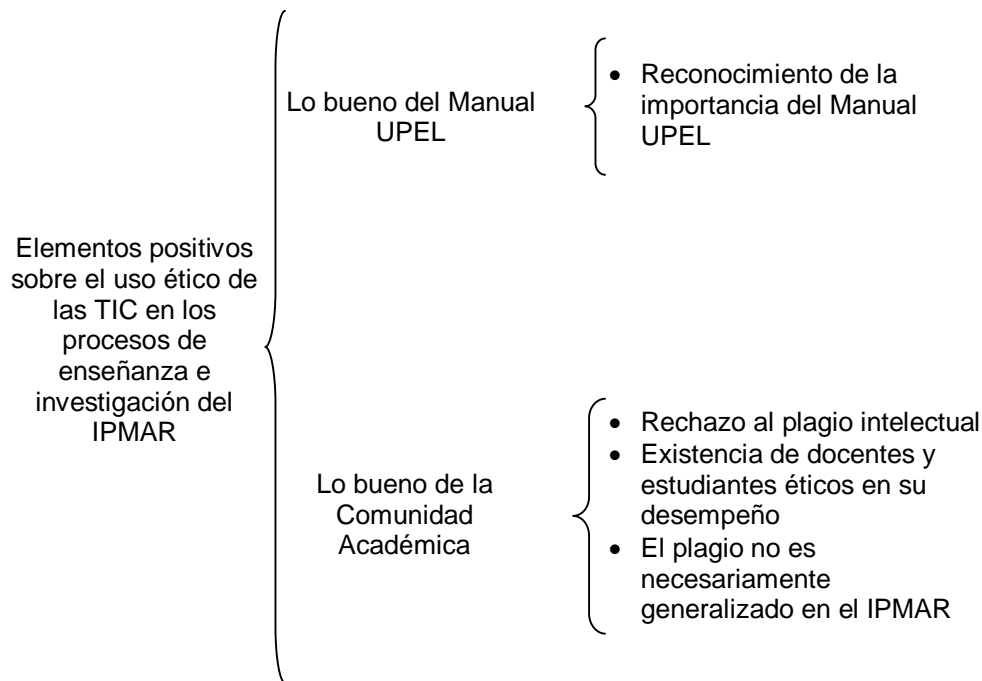 Elementos positivos
sobre el uso ético de
las TIC en los
procesos de
enseñanza e
investigación del
IPMAR
Lo bueno del Manual
UPEL
• Reconocimiento de la
importancia del Manual
UPEL
Lo bueno de la
Comunidad
Académica
• Rechazo al plagio intelectual
• Existencia de docentes y
estudiantes éticos en su
desempeño
• El plagio no es
necesariamente
generalizado en el IPMAR